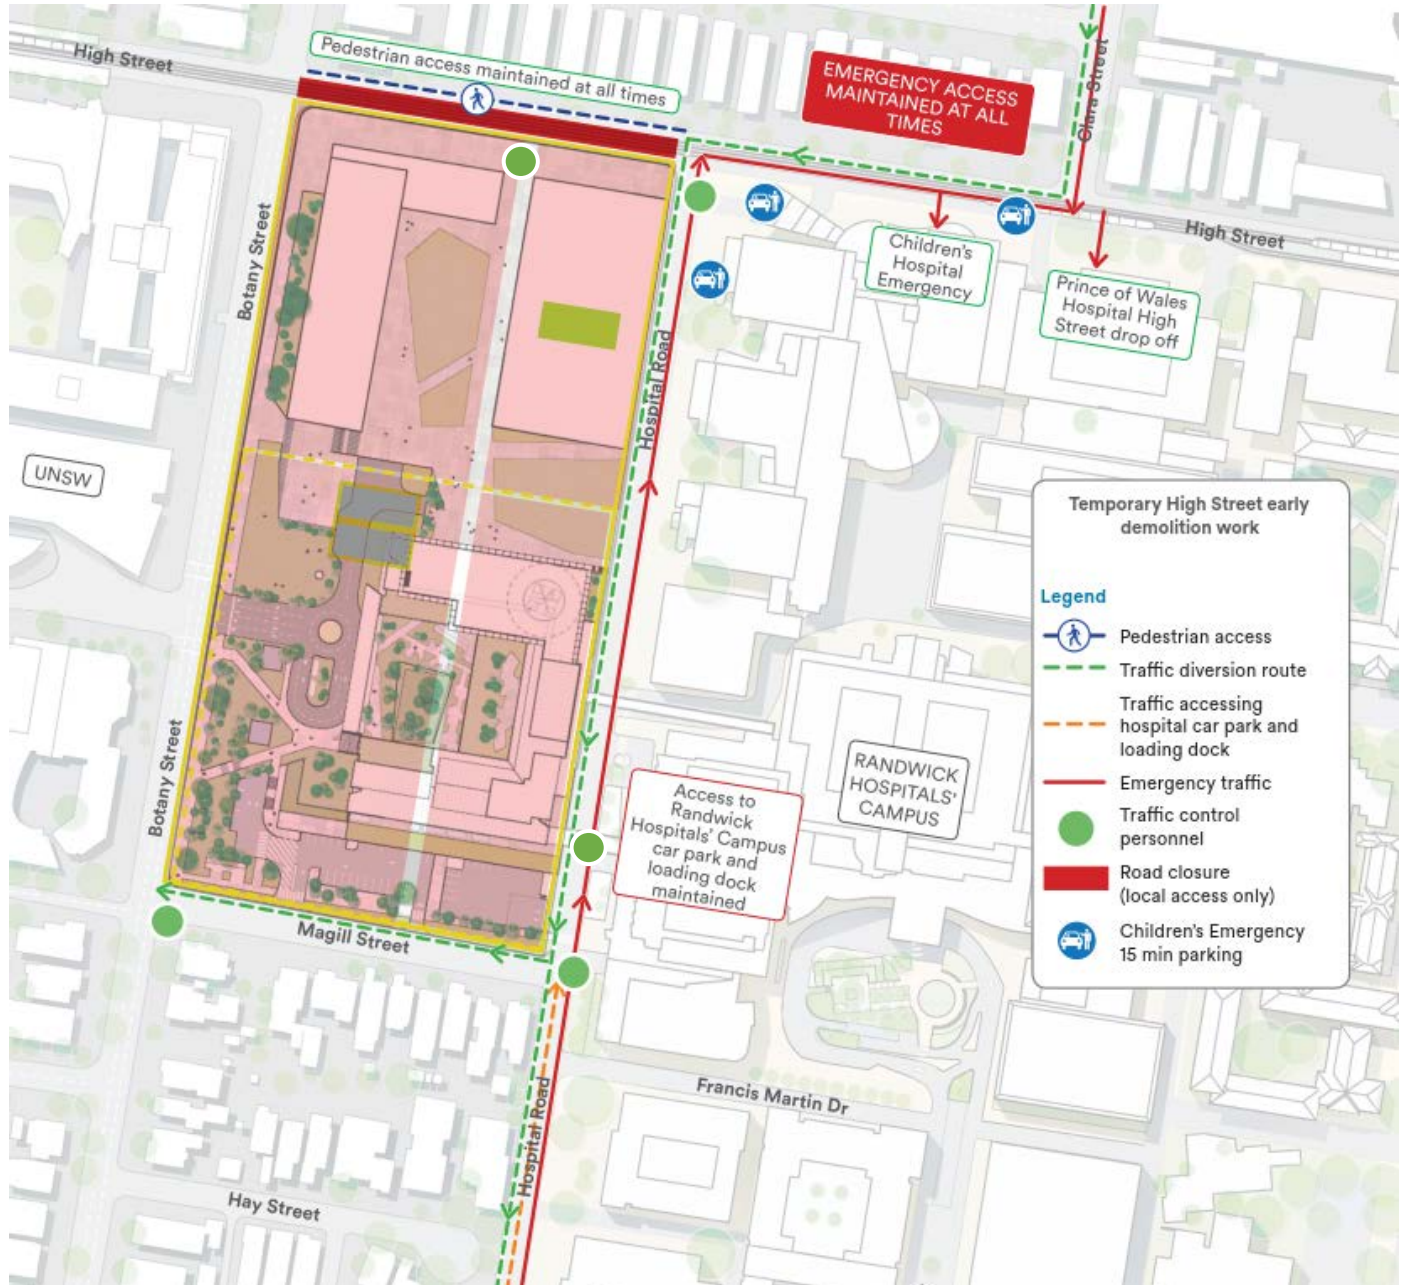 High Street
Pedestrian access maintained at all times
EMERGENCY ACCESS
MAINTAINED AT ALL
TIMES
Clara Street
Botany Street
High Street
Children's
Hospital
Emergency
Prince of Wales
Hospital High
Street drop off
Hospital Road
UNSW
Temporary High Street early
demolition work
Legend
Pedestrian access
Traffic diversion route
Traffic accessing
hospital car park and
loading dock
Emergency traffic
Traffic control
personnel
Road closure
(local access only)
Children's Emergency
15 min parking
Botany Street
RANDWICK
HOSPITALS'
CAMPUS
Access to
Randwick
Hospitals' Campus
car park and
loading dock
maintained
Magill Street
Francis Martin Dr
Hospital Road
Hay Street